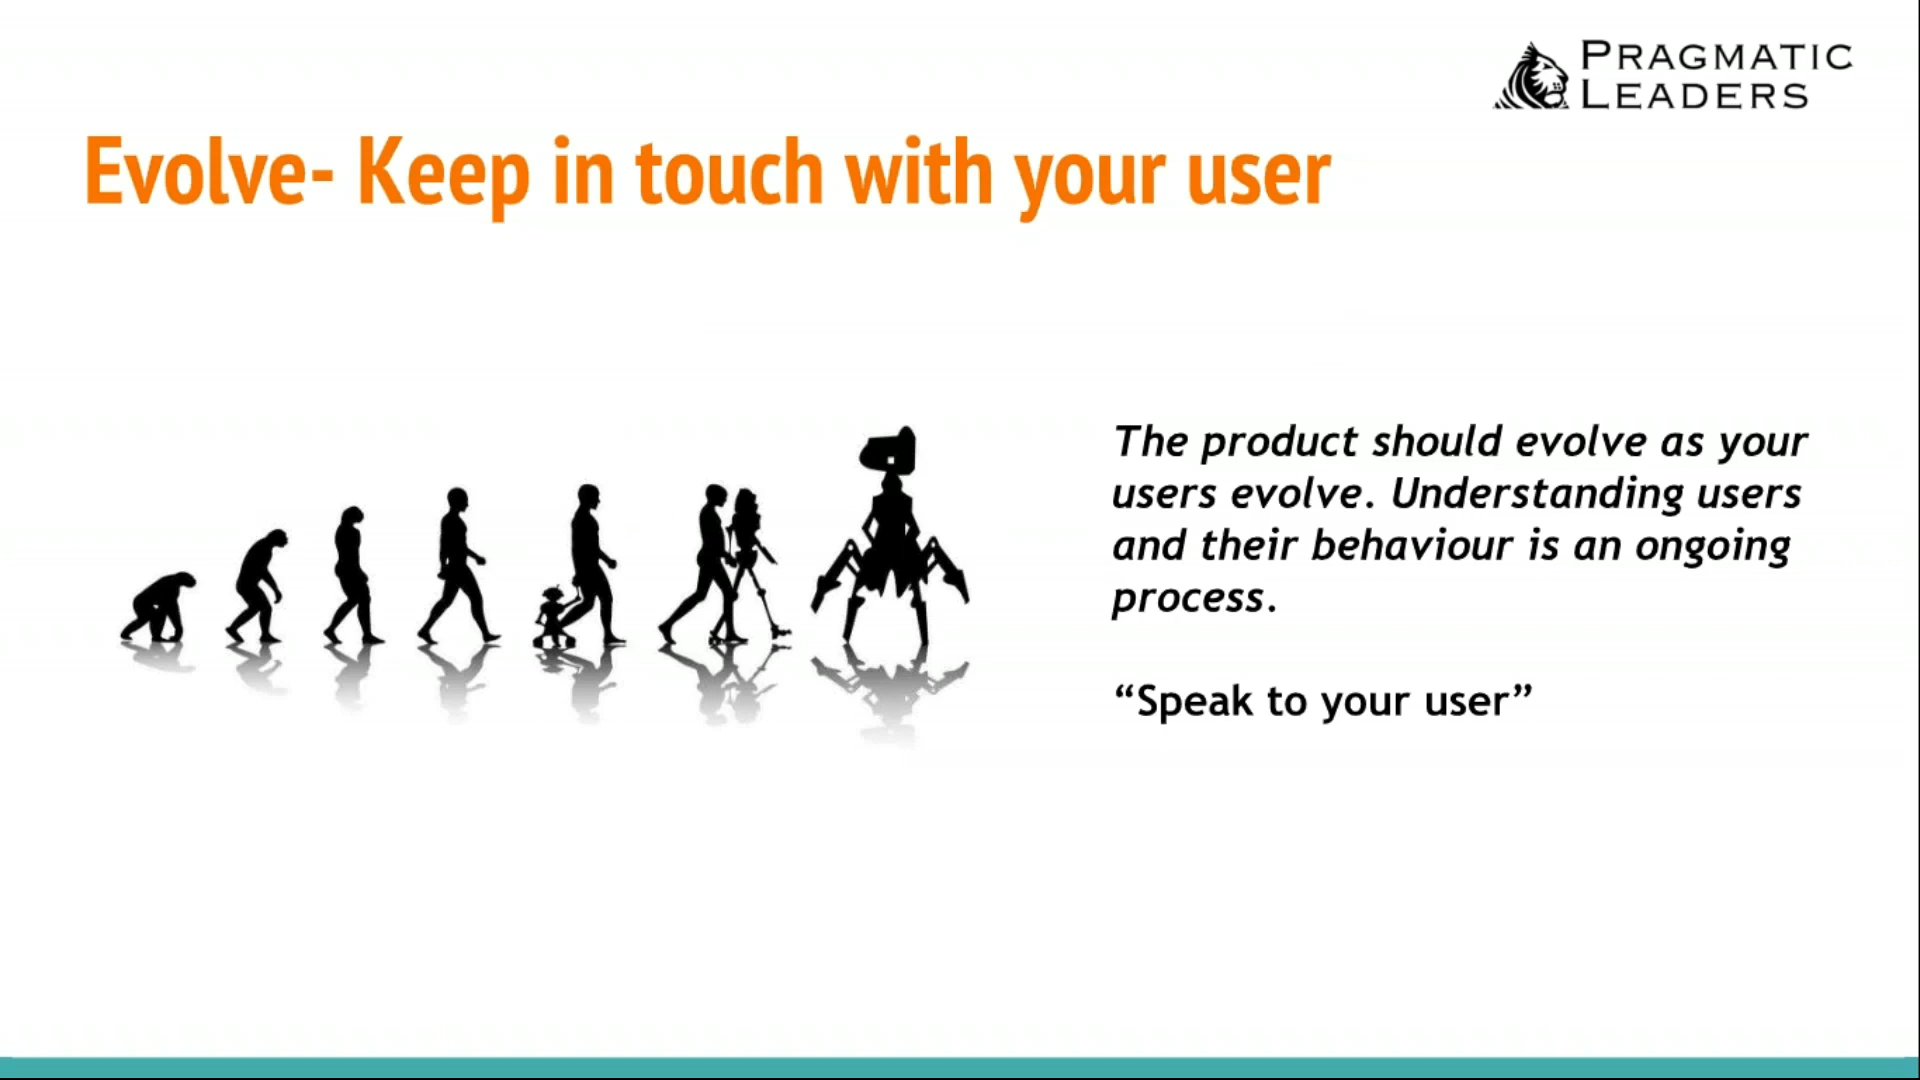 PRAGMATIC
LEADERS
Evolve- Keep in touch with your user
The product should evolve as your
users evolve. Understanding users
and their behaviour is an ongoing
process.
“Speak to your user”